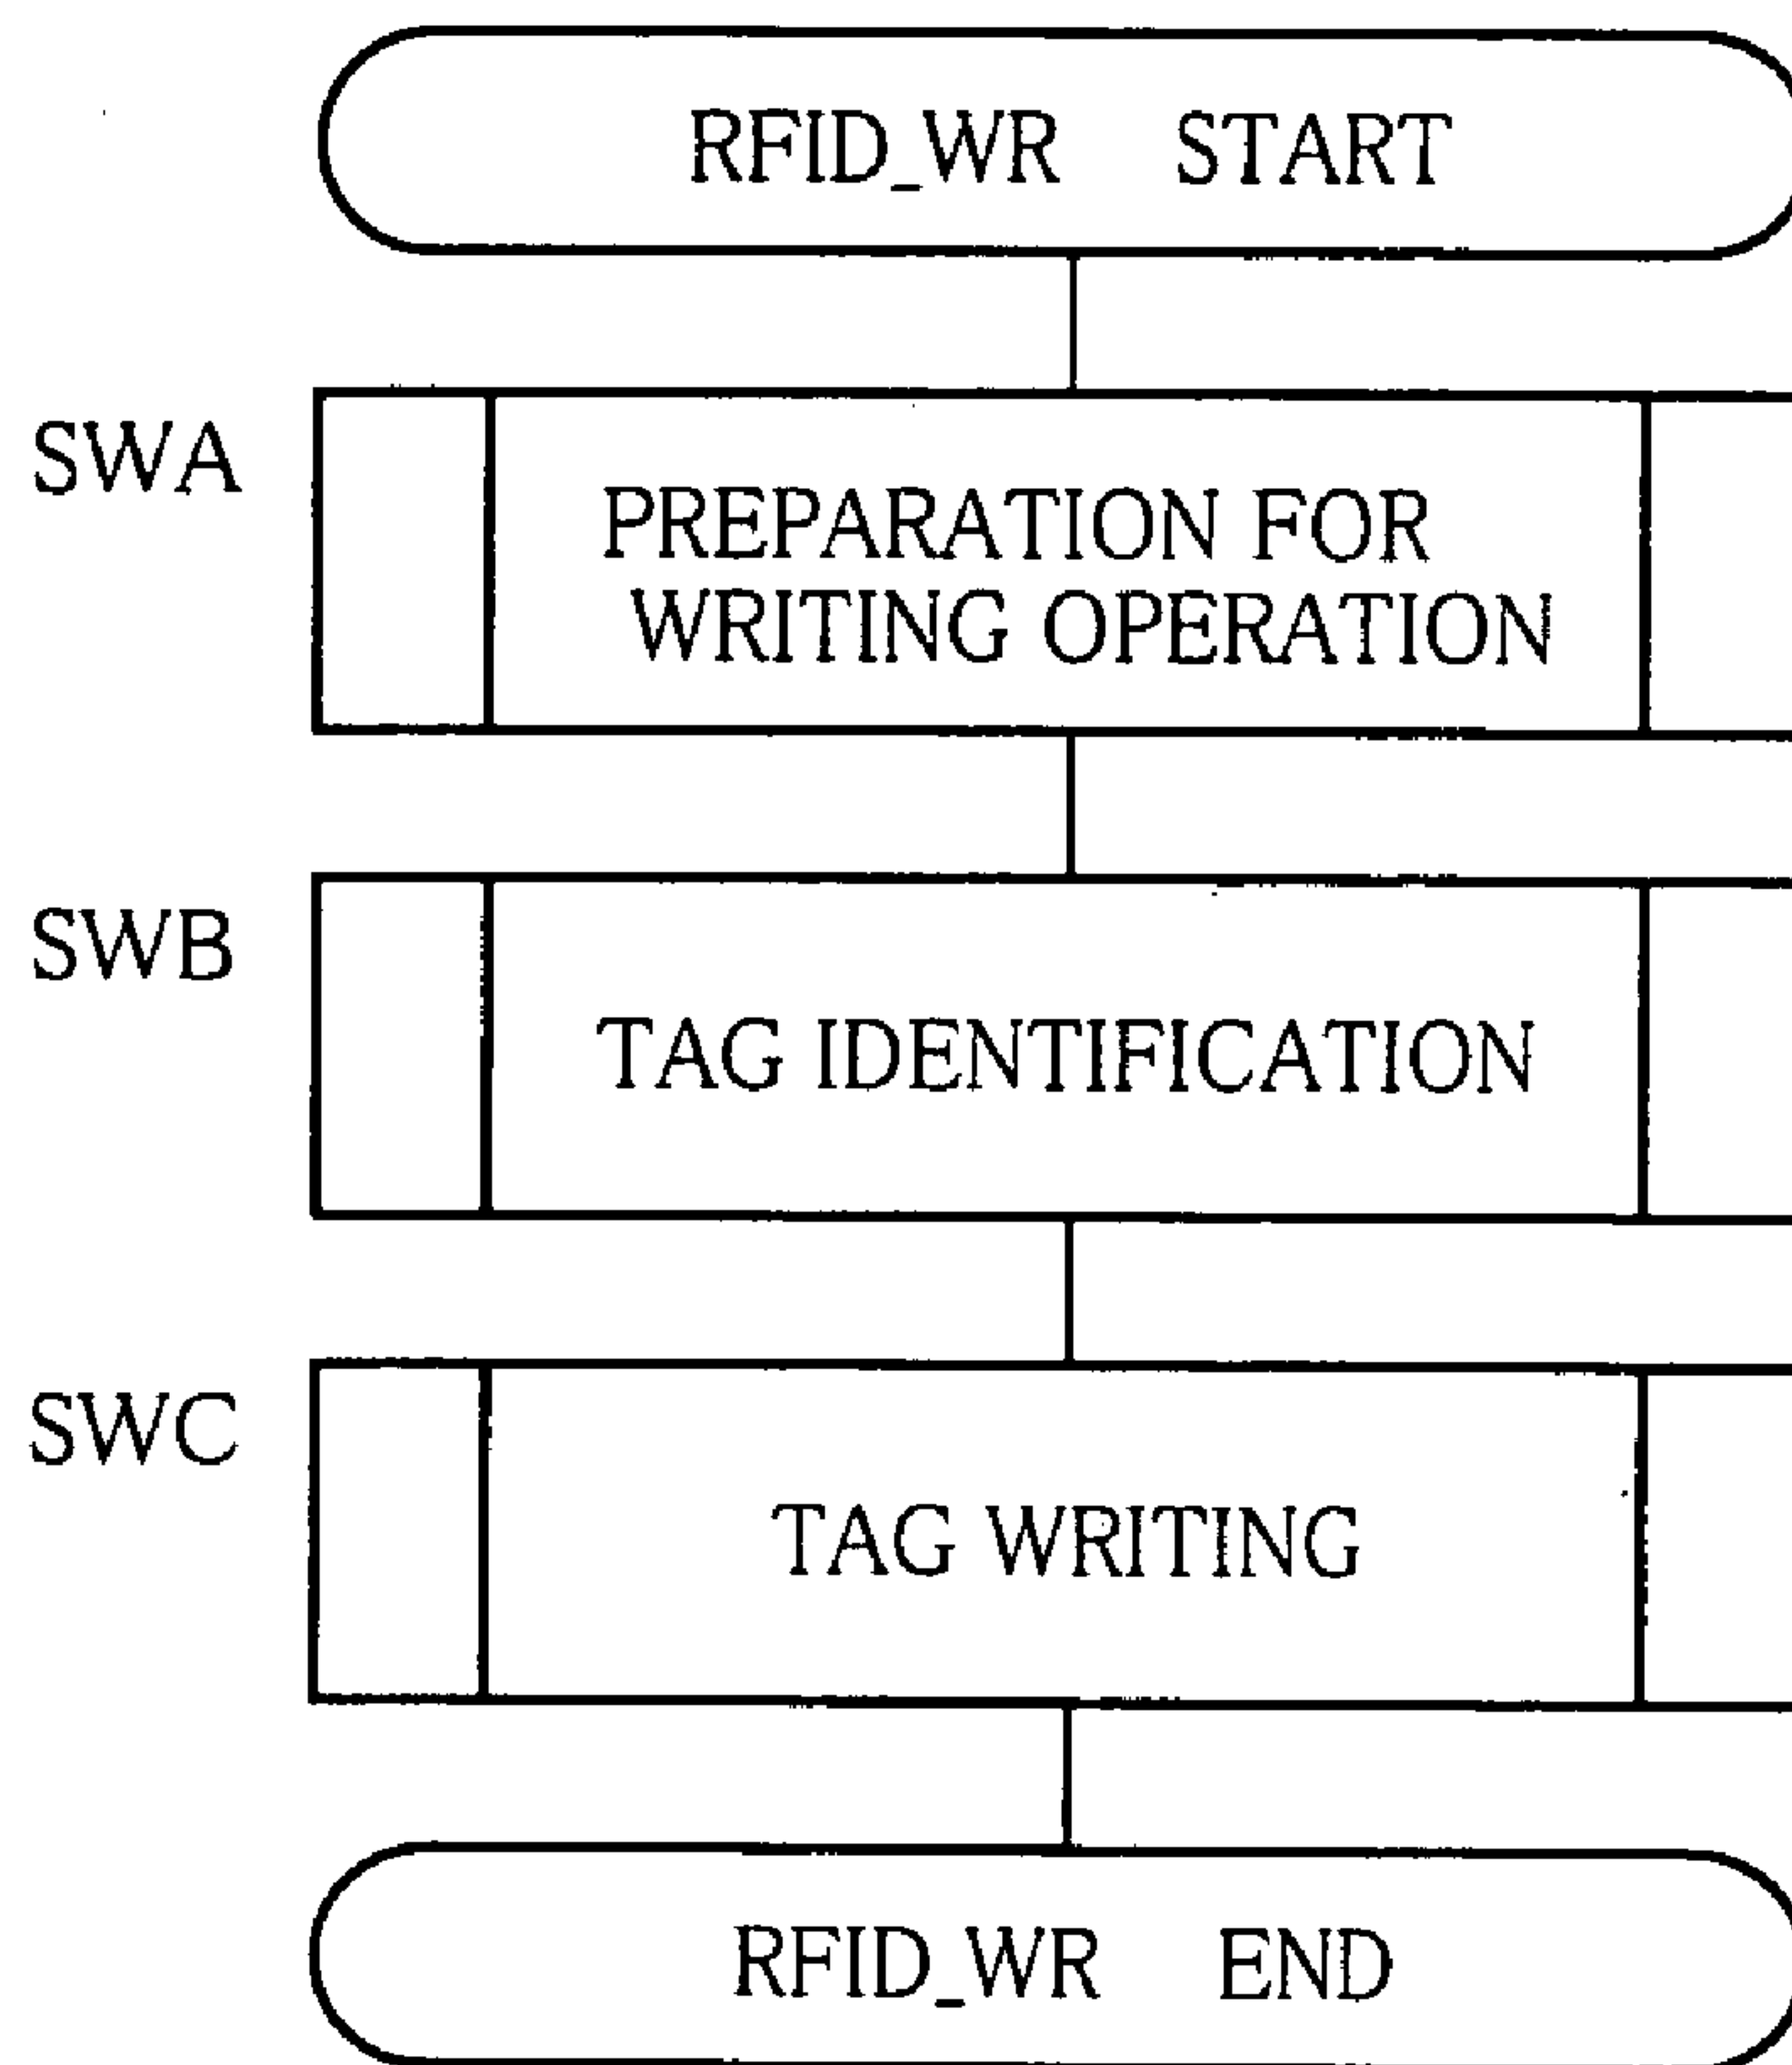 RFID_WR START
SWA
PREPARATION FOR
WRITING OPERATION
SWB
TAG IDENTIFICATION
SWC
TAG WRITING
RFID_WR END